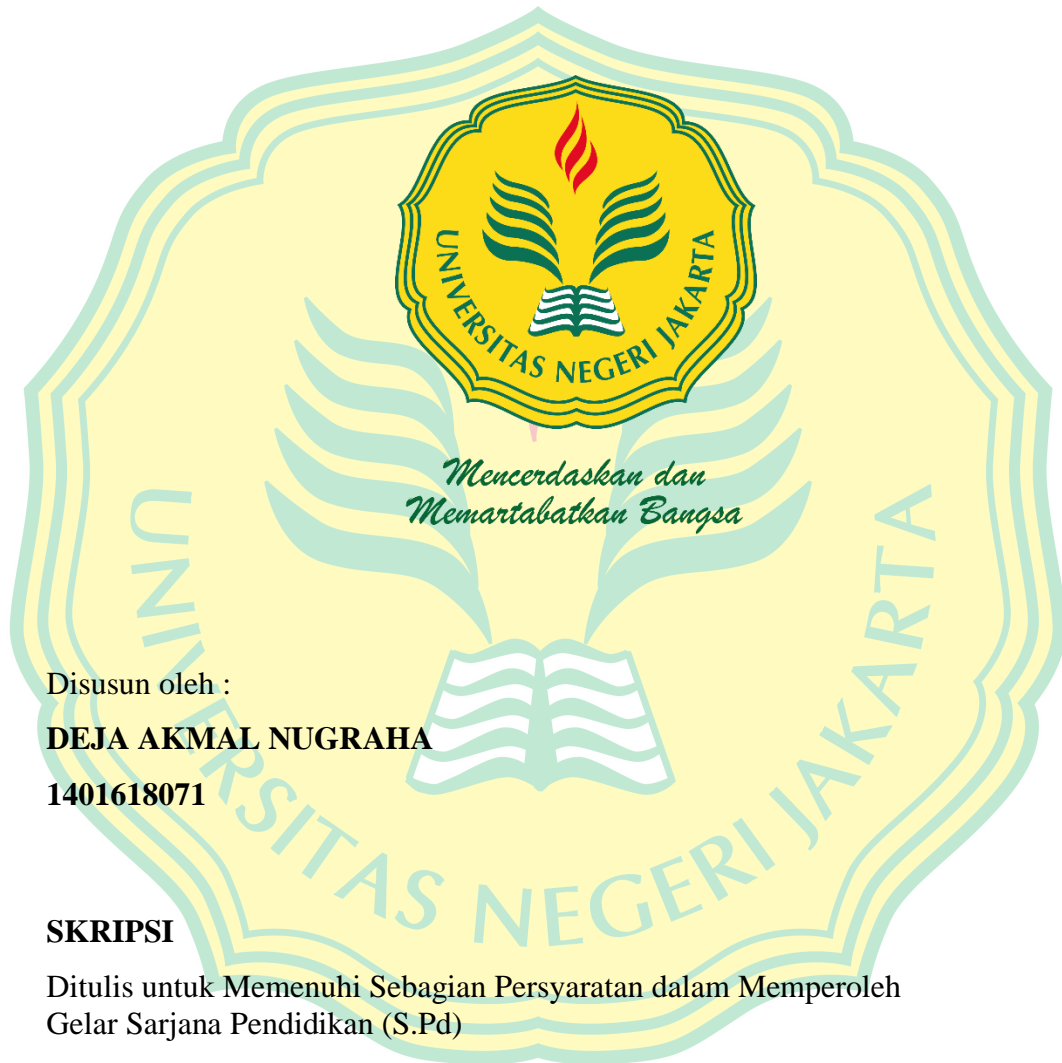 UNIVERSITAS NEGERI JAKARTA
Mencerdaskan dan
Memartabatkan Bangsa
UNIVERSITAS NEGERI JAKARTA
Disusun oleh :
DEJA AKMAL NUGRAHA
1401618071
SKRIPSI
Ditulis untuk Memenuhi Sebagian Persyaratan dalam Memperoleh
Gelar Sarjana Pendidikan (S.Pd)